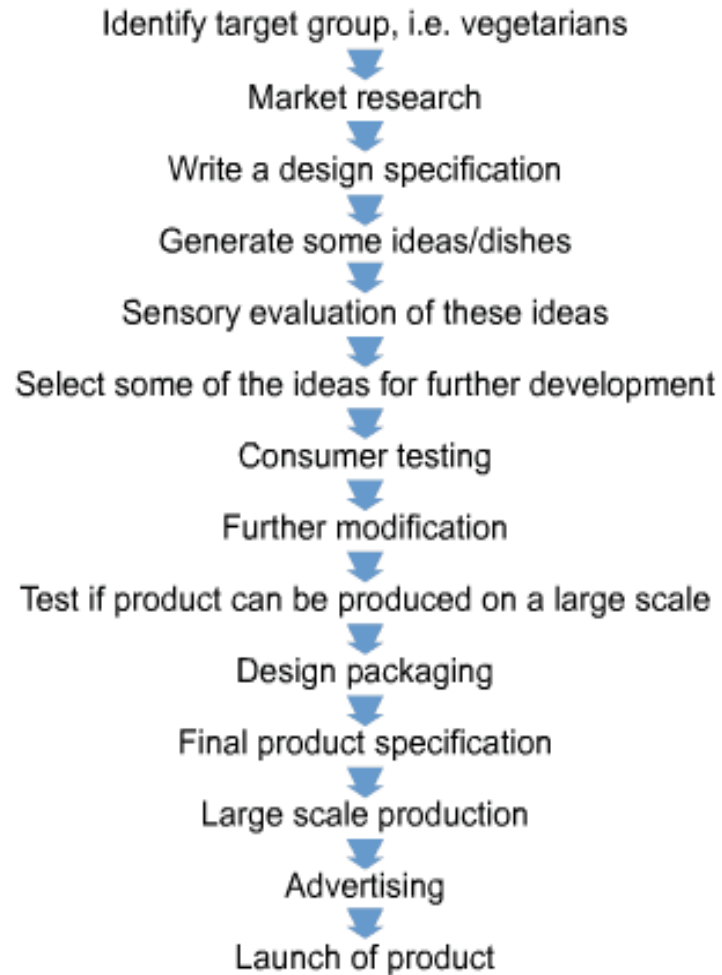 Identify target group, i.e. vegetarians
Market research
Write a design specification
Generate some ideas/dishes
Sensory evaluation of these ideas
Select some of the ideas for further development
Consumer testing
Further modification
Test if product can be produced on a large scale
Design packaging
Final product specification
Large scale production
Advertising
Launch of product